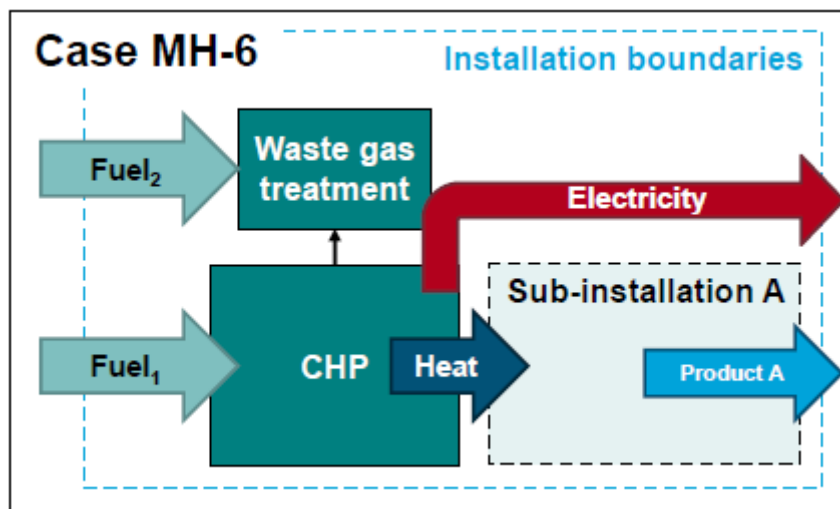 Case MH-6
Installation boundaries
Fuel₂
Waste gas
treatment
Electricity
Sub-installation A
Fuel₁
CHP
Heat
Product A